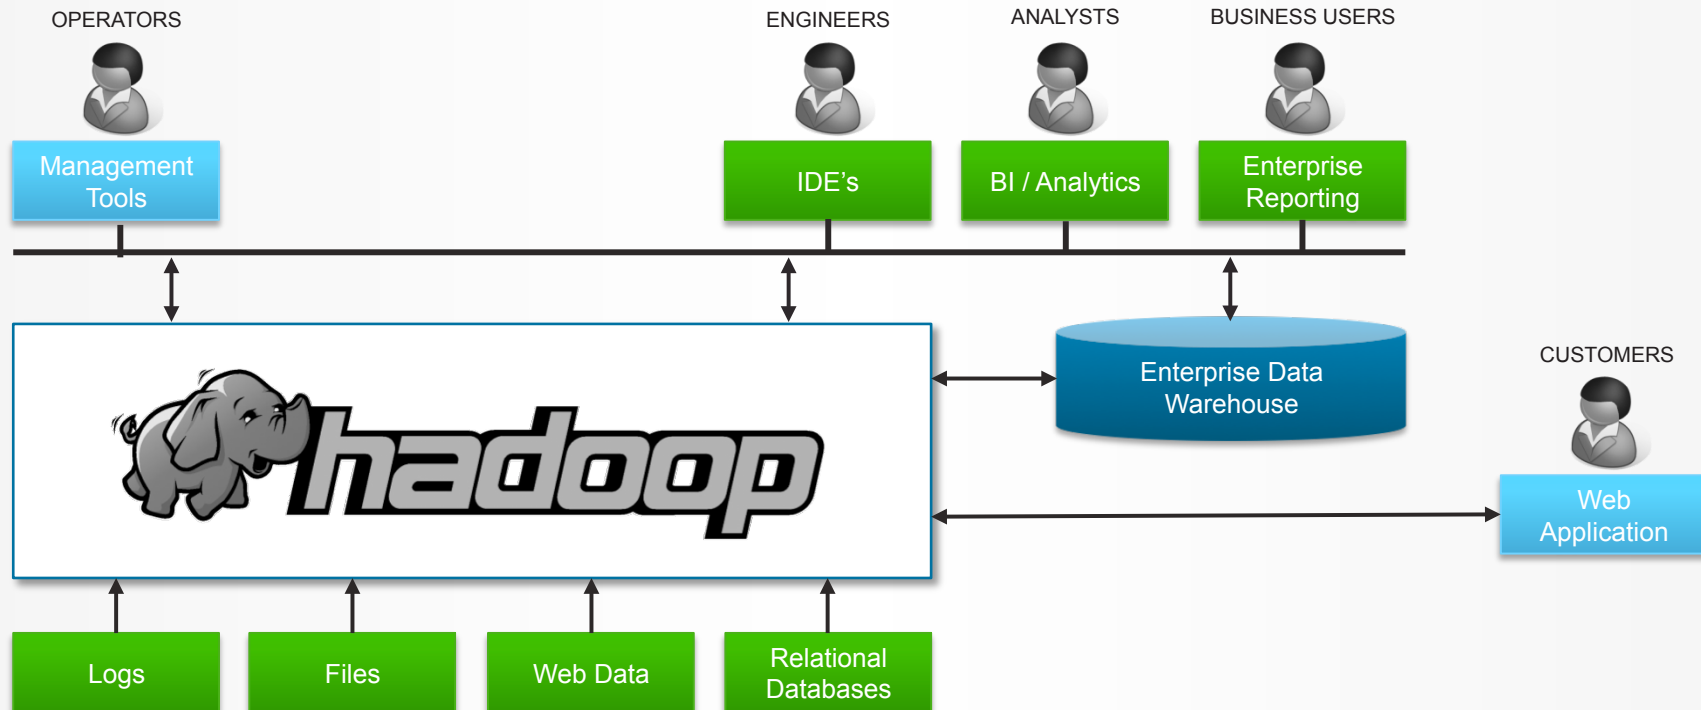 OPERATORS
ENGINEERS
ANALYSTS
BUSINESS USERS
Management
Tools
IDE's
BI / Analytics
Enterprise
Reporting
hadoop
Enterprise Data
Warehouse
CUSTOMERS
Web
Application
Logs
Files
Web Data
Relational
Databases